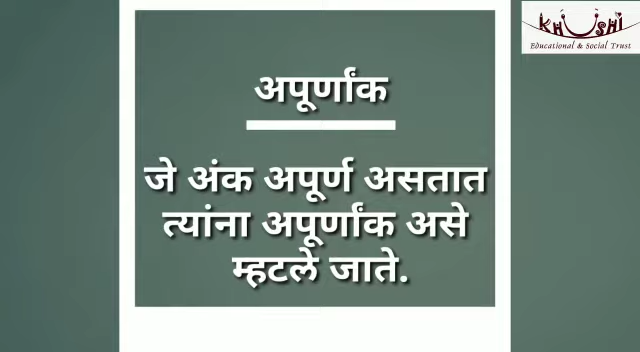 KHUSHI
Educational & Social Trust
अपूर्णांक
जे अंक अपूर्ण असतात
त्यांना अपूर्णांक असे
म्हटले जाते.